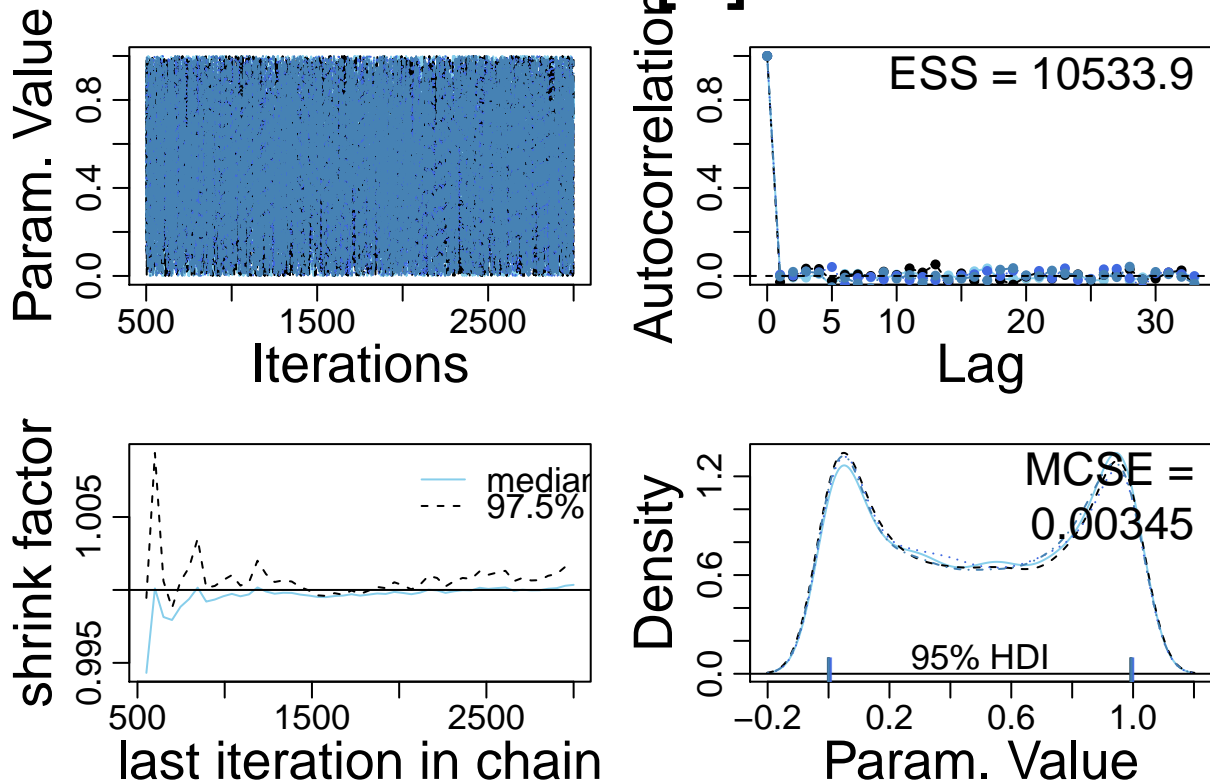 Param. Value
0.0 0.4 0.8
500 1500 2500
Iterations
Autocorrelation
0.0 0.4 0.8
ESS = 10533.9
0 5 10 20 30
Lag
shrink factor
0.995 1.005
median
97.5%
500 1500 2500
last iteration in chain
Density
0.0 0.6 1.2
MCSE =
0.00345
95% HDI
−0.2 0.2 0.6 1.0
Param. Value